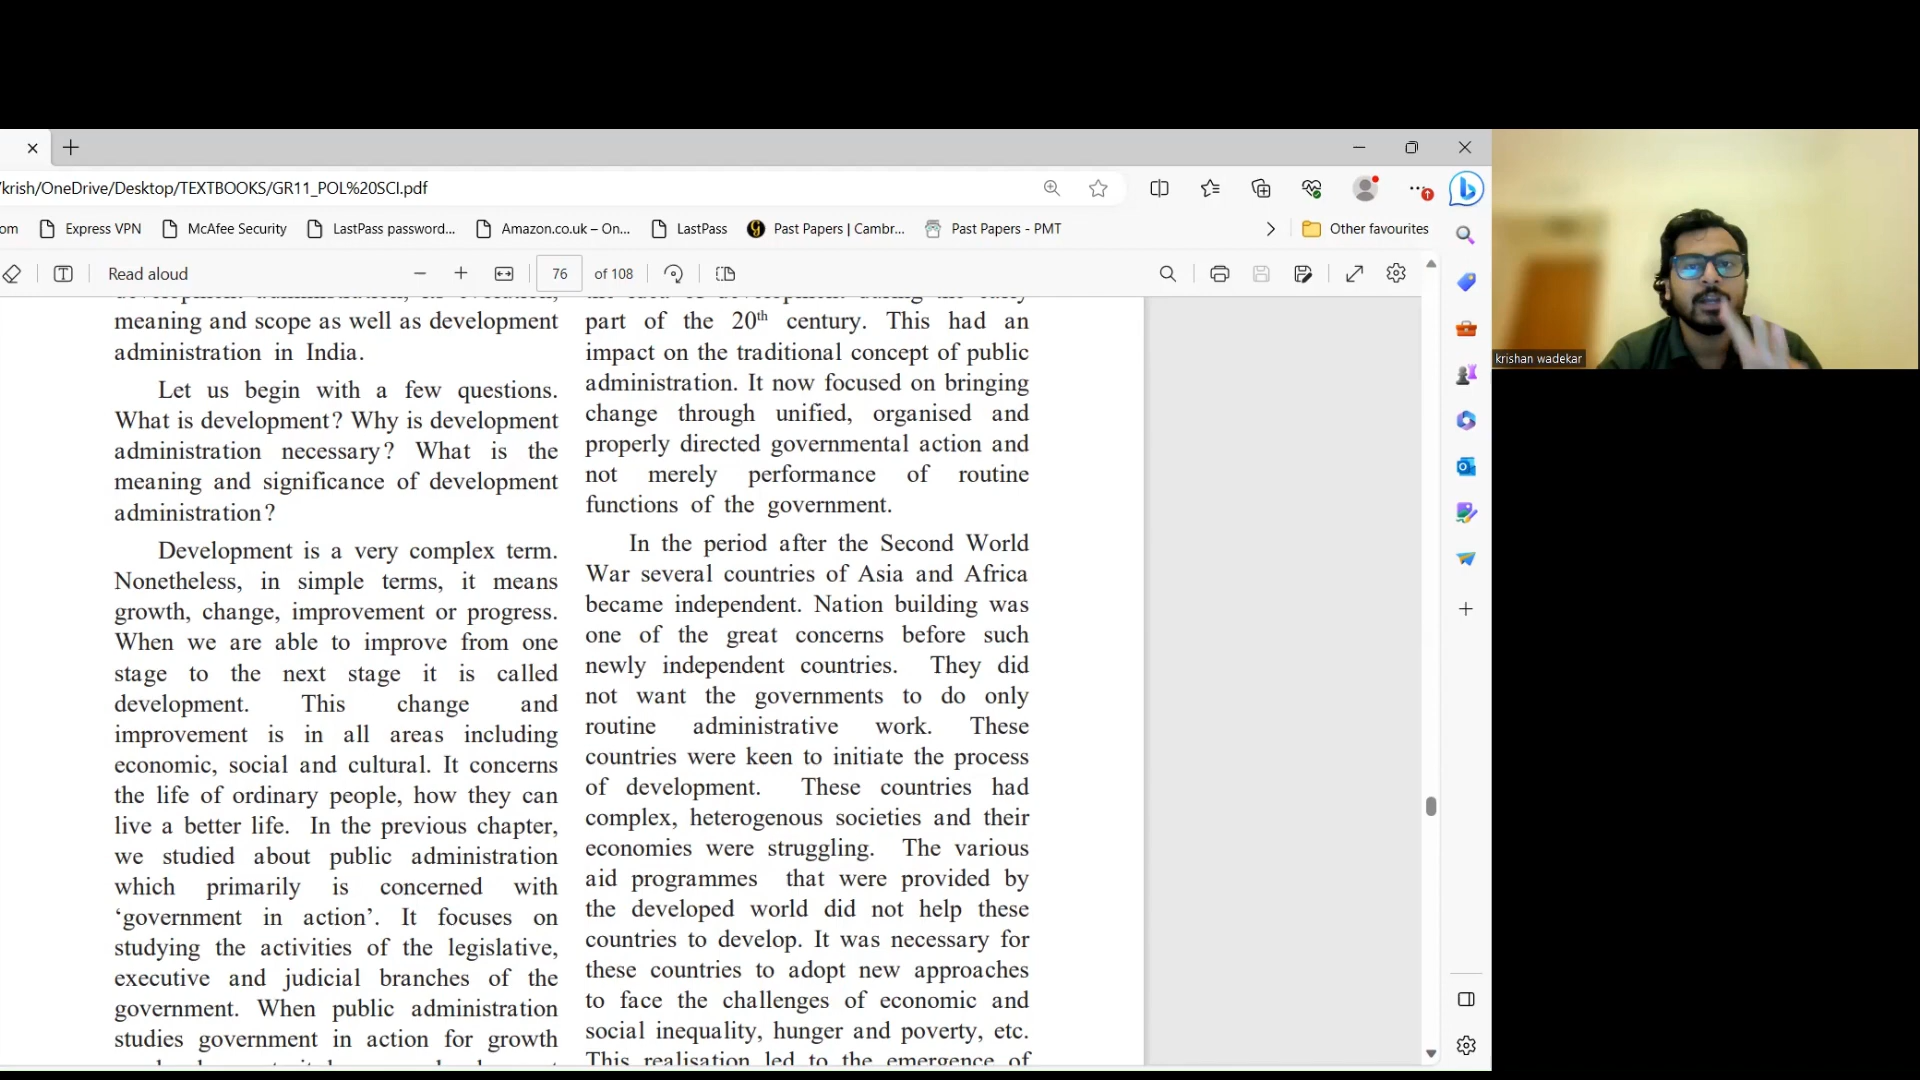 /krish/OneDrive/Desktop/TEXTBOOKS/GR11_POL%20SCI.pdf
om Express VPN McAfee Security LastPass password... Amazon.co.uk – On... LastPass Past Papers | Cambr... Past Papers - PMT Other favourites
Read aloud 76 of 108
development administration, its evolution,
meaning and scope as well as development
administration in India.
Let us begin with a few questions.
What is development? Why is development
administration necessary? What is the
meaning and significance of development
administration?
Development is a very complex term.
Nonetheless, in simple terms, it means
growth, change, improvement or progress.
When we are able to improve from one
stage to the next stage it is called
development. This change and
improvement is in all areas including
economic, social and cultural. It concerns
the life of ordinary people, how they can
live a better life. In the previous chapter,
we studied about public administration
which primarily is concerned with
‘government in action’. It focuses on
studying the activities of the legislative,
executive and judicial branches of the
government. When public administration
studies government in action for growth
the idea of development during the early
part of the 20th century. This had an
impact on the traditional concept of public
administration. It now focused on bringing
change through unified, organised and
properly directed governmental action and
not merely performance of routine
functions of the government.
In the period after the Second World
War several countries of Asia and Africa
became independent. Nation building was
one of the great concerns before such
newly independent countries. They did
not want the governments to do only
routine administrative work. These
countries were keen to initiate the process
of development. These countries had
complex, heterogenous societies and their
economies were struggling. The various
aid programmes that were provided by
the developed world did not help these
countries to develop. It was necessary for
these countries to adopt new approaches
to face the challenges of economic and
social inequality, hunger and poverty, etc.
This realisation led to the emergence of
krishan wadekar